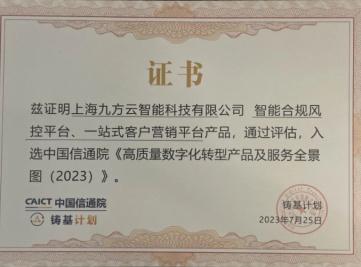 证书
兹证明上海九方云智能科技有限公司 智能合规风
控平台、一站式客户营销平台产品，通过评估，入
选中国信通院《高质量数字化转型产品及服务全景
图（2023）》。
CAICT 中国信通院
铸基计划
铸基计划
2023年7月25日